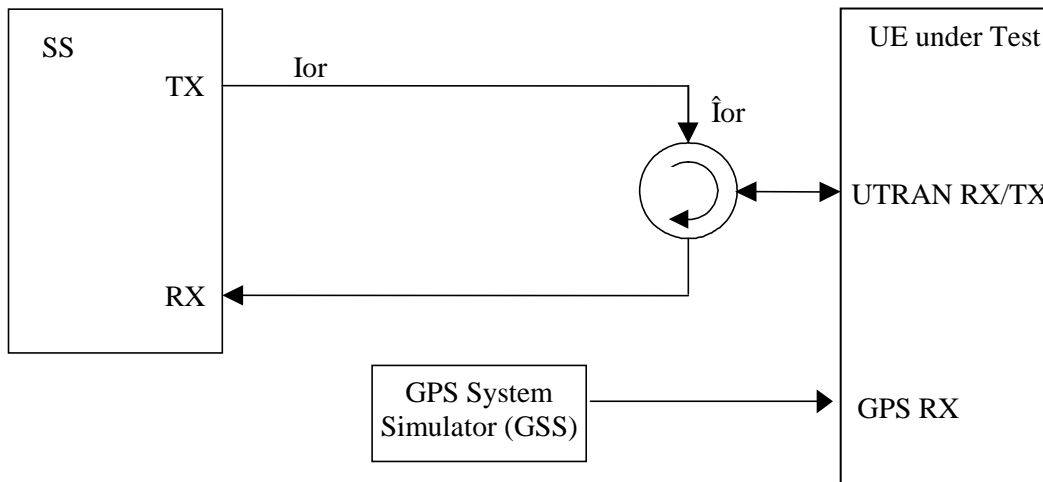 SS
UE under Test
TX
Ior
Îor
UTRAN RX/TX
RX
GPS System
Simulator (GSS)
GPS RX